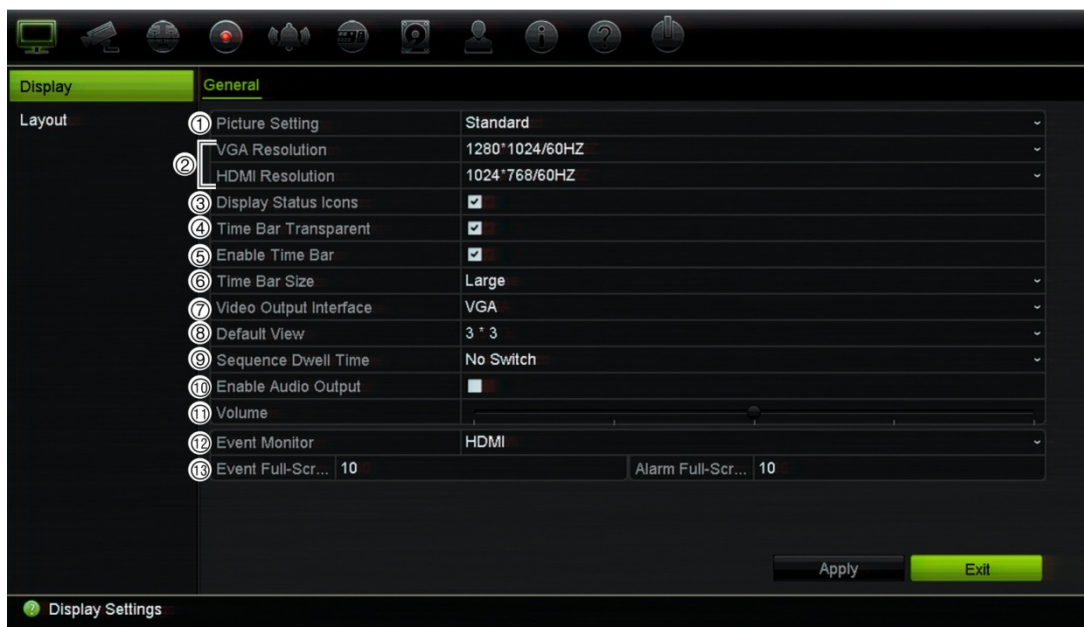 Display
General
Layout
① Picture Setting Standard
② VGA Resolution 1280*1024/60HZ
HDMI Resolution 1024*768/60HZ
③ Display Status Icons
④ Time Bar Transparent
⑤ Enable Time Bar
⑥ Time Bar Size Large
⑦ Video Output Interface VGA
⑧ Default View 3 * 3
⑨ Sequence Dwell Time No Switch
⑩ Enable Audio Output
⑪ Volume
⑫ Event Monitor HDMI
⑬ Event Full-Scr... 10 Alarm Full-Scr... 10
Apply Exit
? Display Settings